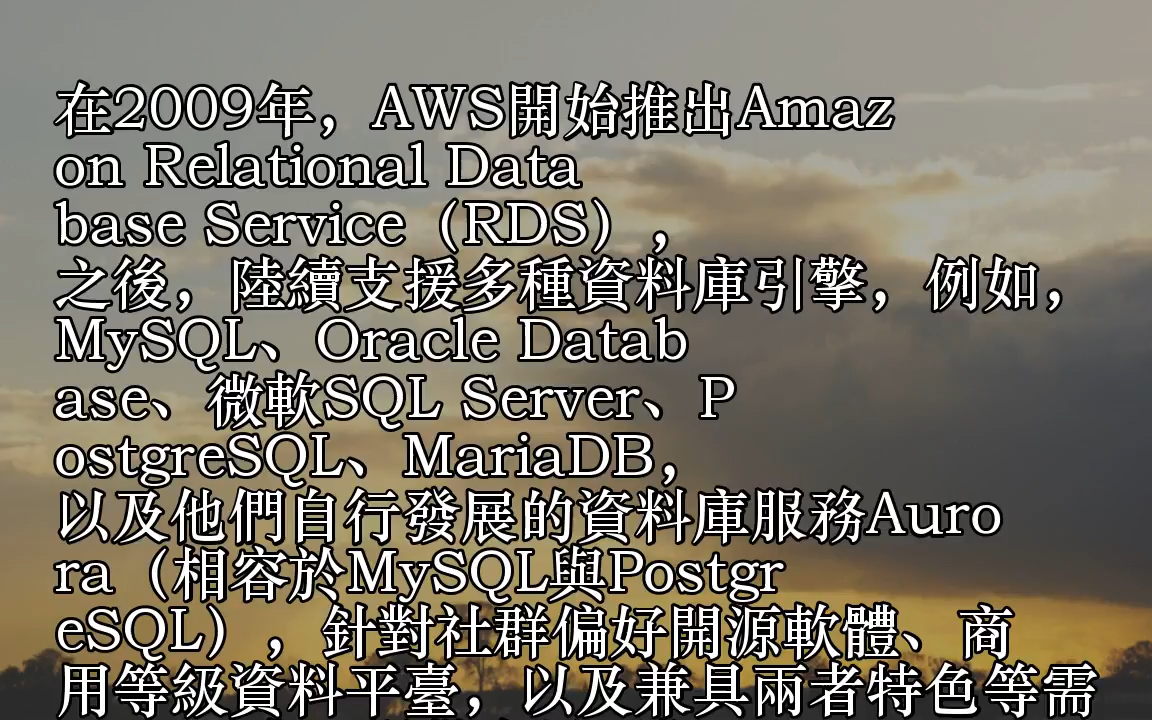 在2009年，AWS開始推出Amaz
on Relational Data
base Service（RDS），
之後，陸續支援多種資料庫引擎，例如，
MySQL、Oracle Datab
ase、微軟SQL Server、P
ostgreSQL、MariaDB，
以及他們自行發展的資料庫服務Auro
ra（相容於MySQL與Postgr
eSQL），針對社群偏好開源軟體、商
用等級資料平臺，以及兼具兩者特色等需